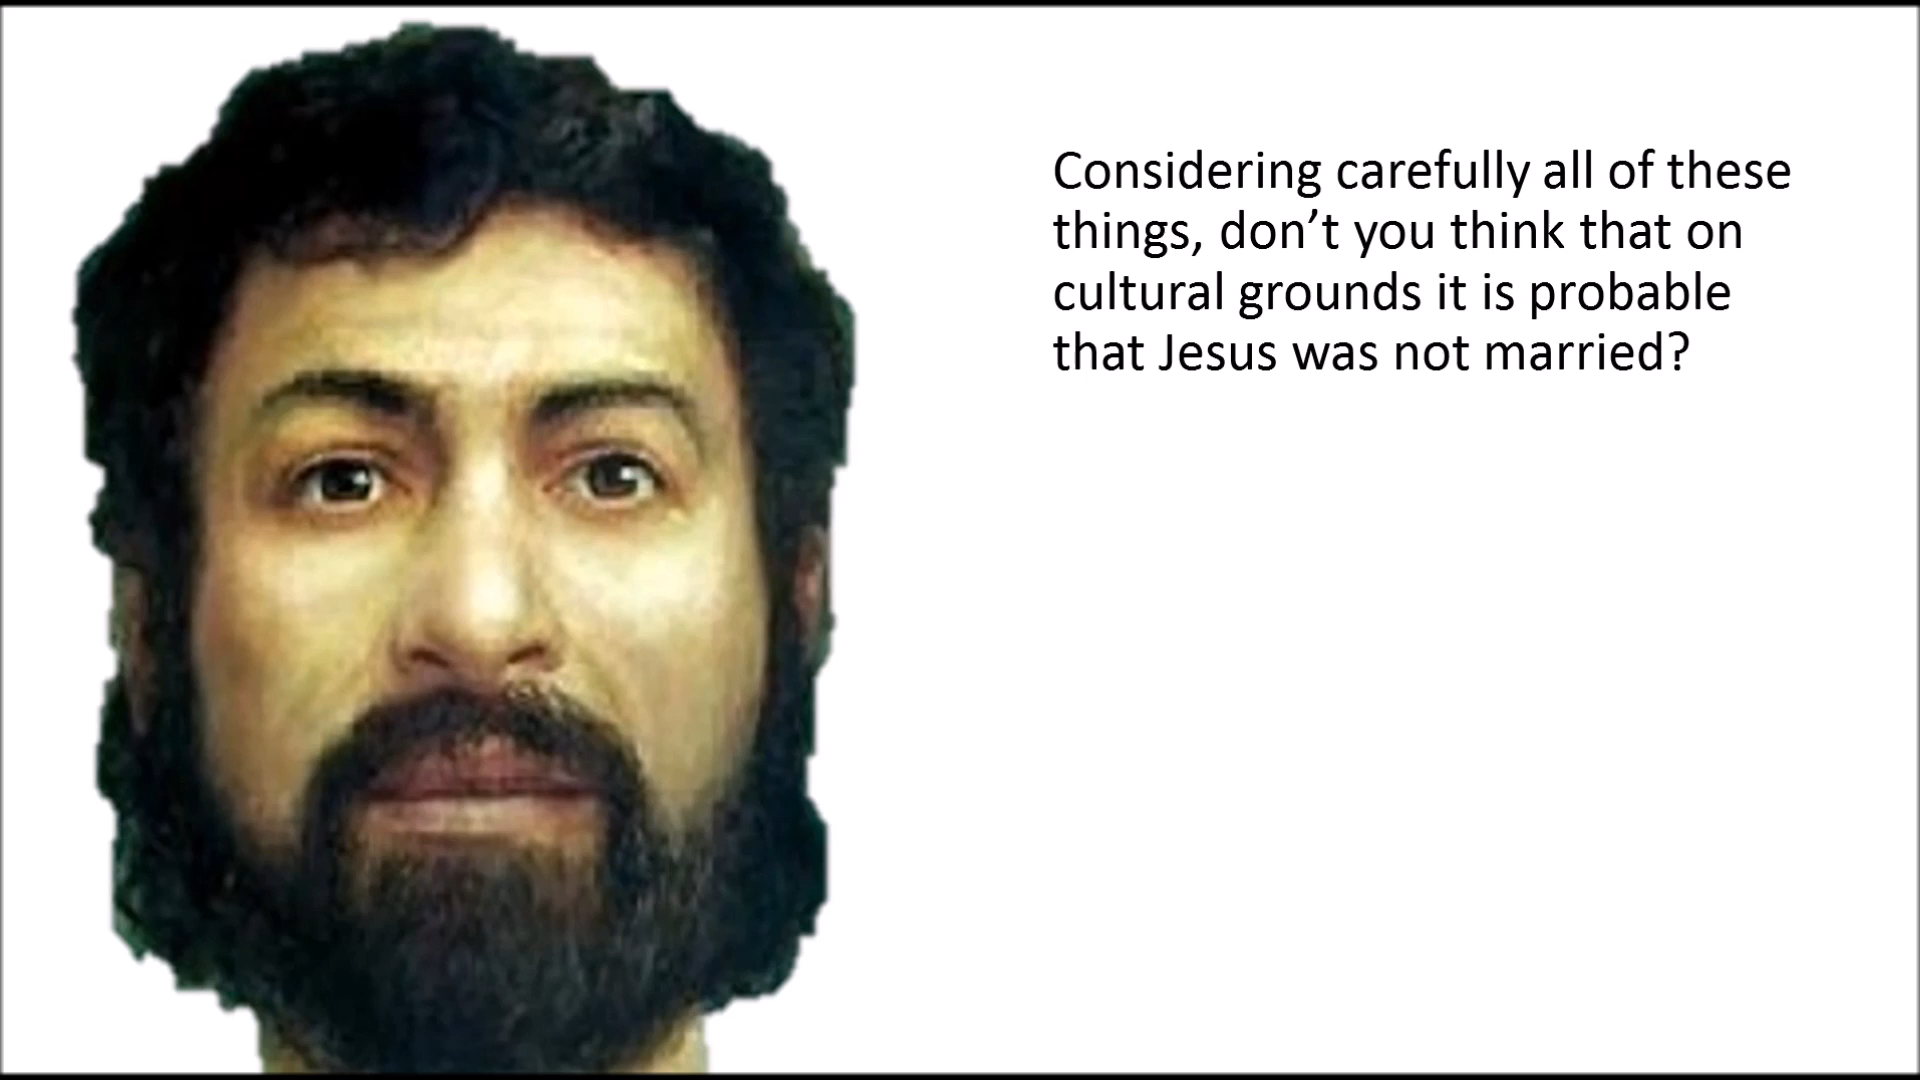 Considering carefully all of these
things, don’t you think that on
cultural grounds it is probable
that Jesus was not married?